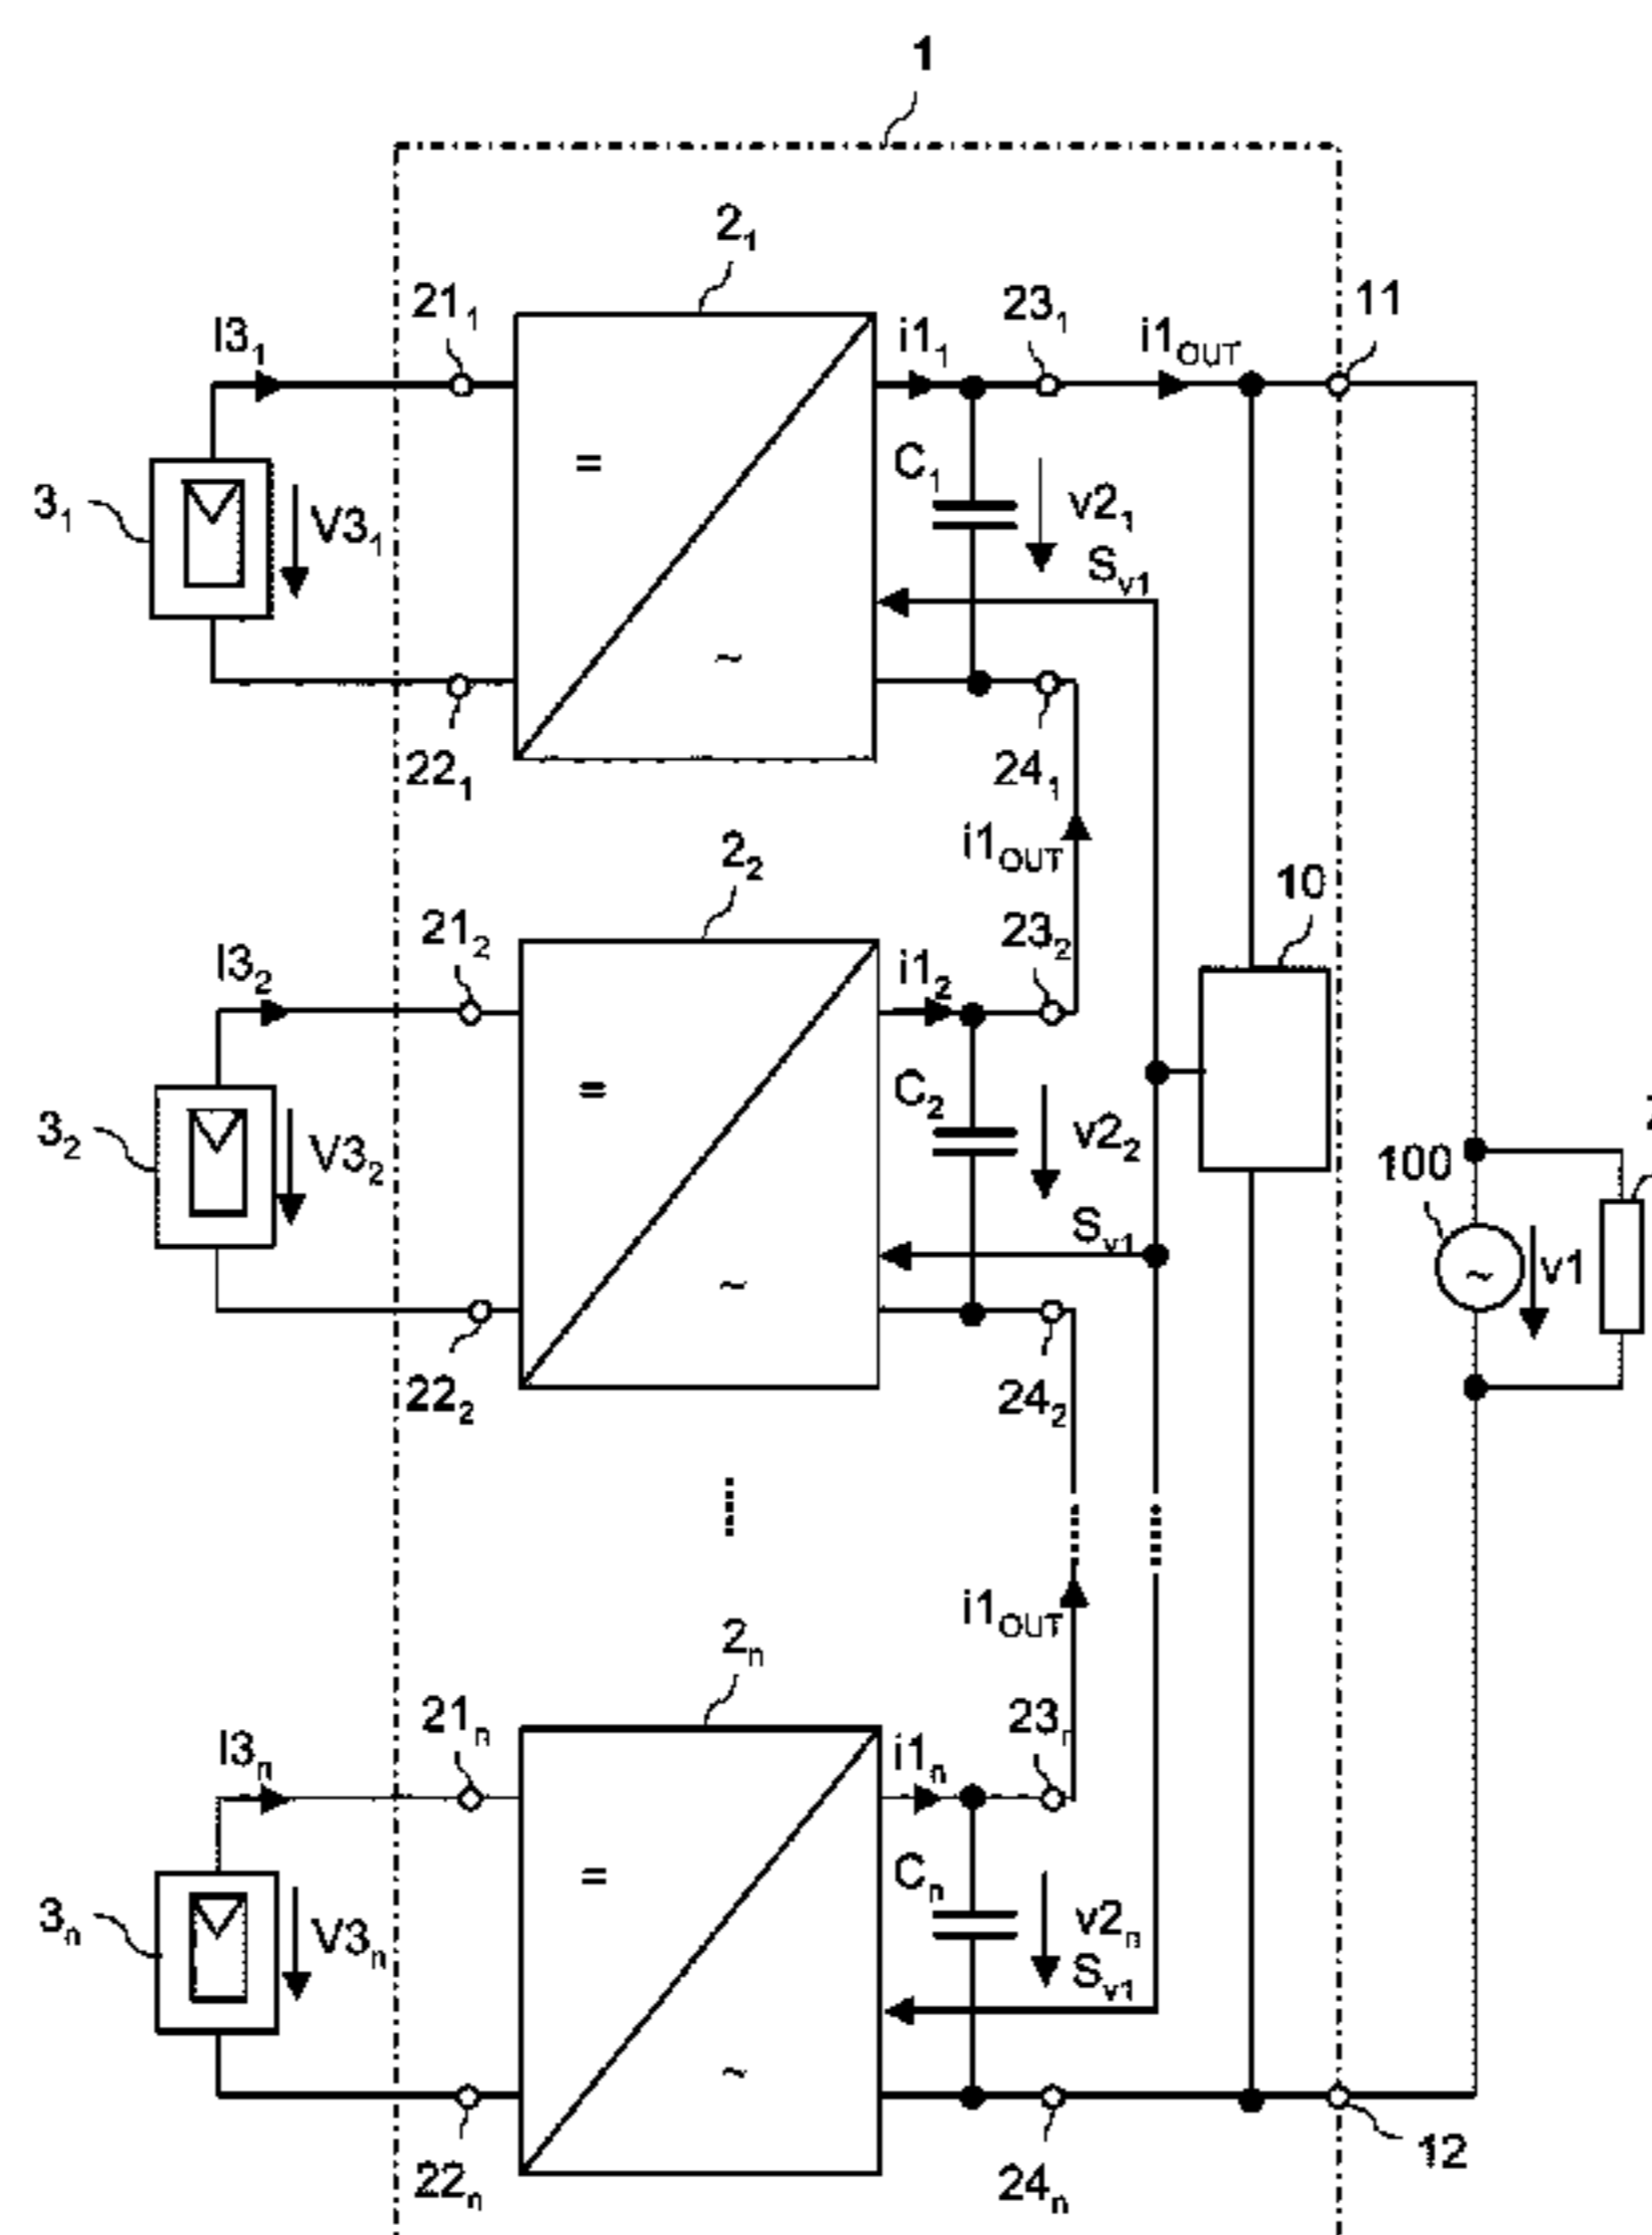 1
2₁
21₁
23₁
11
I3₁
i1₁
i1OUT
=
C₁
3₁
V3₁
v2₁
Sv1
~
22₁
24₁
i1OUT
2₂
10
21₂
23₂
I3₂
i1₂
=
C₂
3₂
V3₂
v2₂
100
Sv1
v1
~
~
22₂
24₂
i1OUT
2ₙ
21ₙ
23ₙ
I3ₙ
i1ₙ
=
Cₙ
3ₙ
V3ₙ
v2ₙ
Sv1
~
12
22ₙ
24ₙ